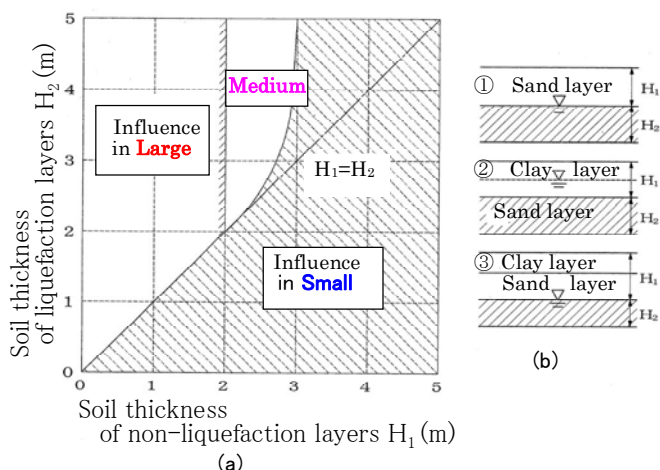 Soil thickness
of liquefaction layers H₂(m)
5
4
3
2
1
0
Influence
in Large
Medium
H₁=H₂
Influence
in Small
0 1 2 3 4 5
Soil thickness
of non-liquefaction layers H₁(m)
(a)
① Sand layer
H₁
H₂
② Clay layer
H₁
Sand layer
H₂
③ Clay layer
H₁
Sand layer
H₂
(b)